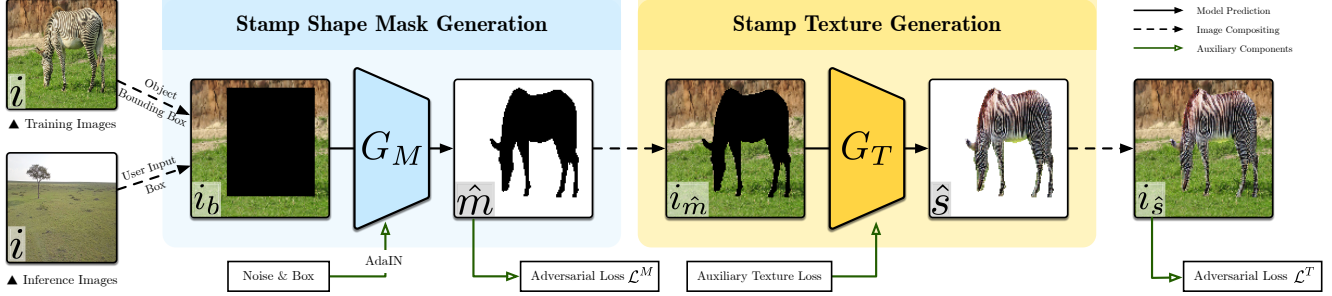 Stamp Shape Mask Generation
Stamp Texture Generation
Model Prediction
Image Compositing
Auxiliary Components
i
Object
Bounding Box
▲ Training Images
User Input
Box
i
▲ Inference Images
i_b
G_M
m̂
i_m̂
G_T
ŝ
i_ŝ
AdaIN
Noise & Box
Adversarial Loss ℒ^M
Auxiliary Texture Loss
Adversarial Loss ℒ^T